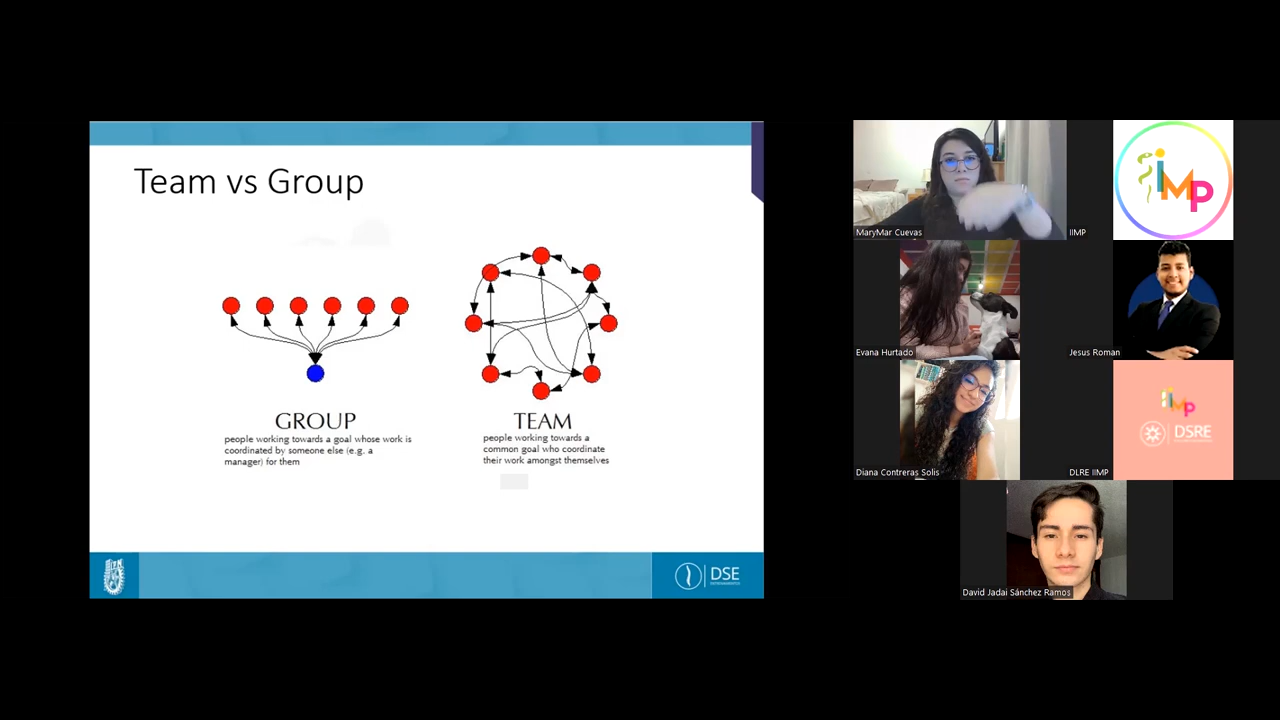 Team vs Group
GROUP
people working towards a goal whose work is
coordinated by someone else (e.g. a
manager) for them
TEAM
people working towards a
common goal who coordinate
their work amongst themselves
DSE
MaryMar Cuevas
IIMP
iMP
Evana Hurtado
Jesus Roman
Diana Contreras Solis
iMP
DSRE
DLRE IIMP
David Jadai Sánchez Ramos